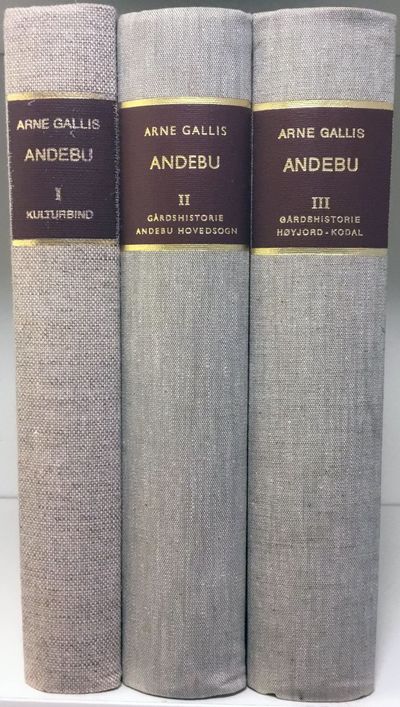 ARNE GALLIS
ANDEBU
I
KULTURBIND
ARNE GALLIS
ANDEBU
II
GÅRDSHISTORIE
ANDEBU HOVEDSOGN
ARNE GALLIS
ANDEBU
III
GÅRDSHISTORIE
HØYJORD - KODAL